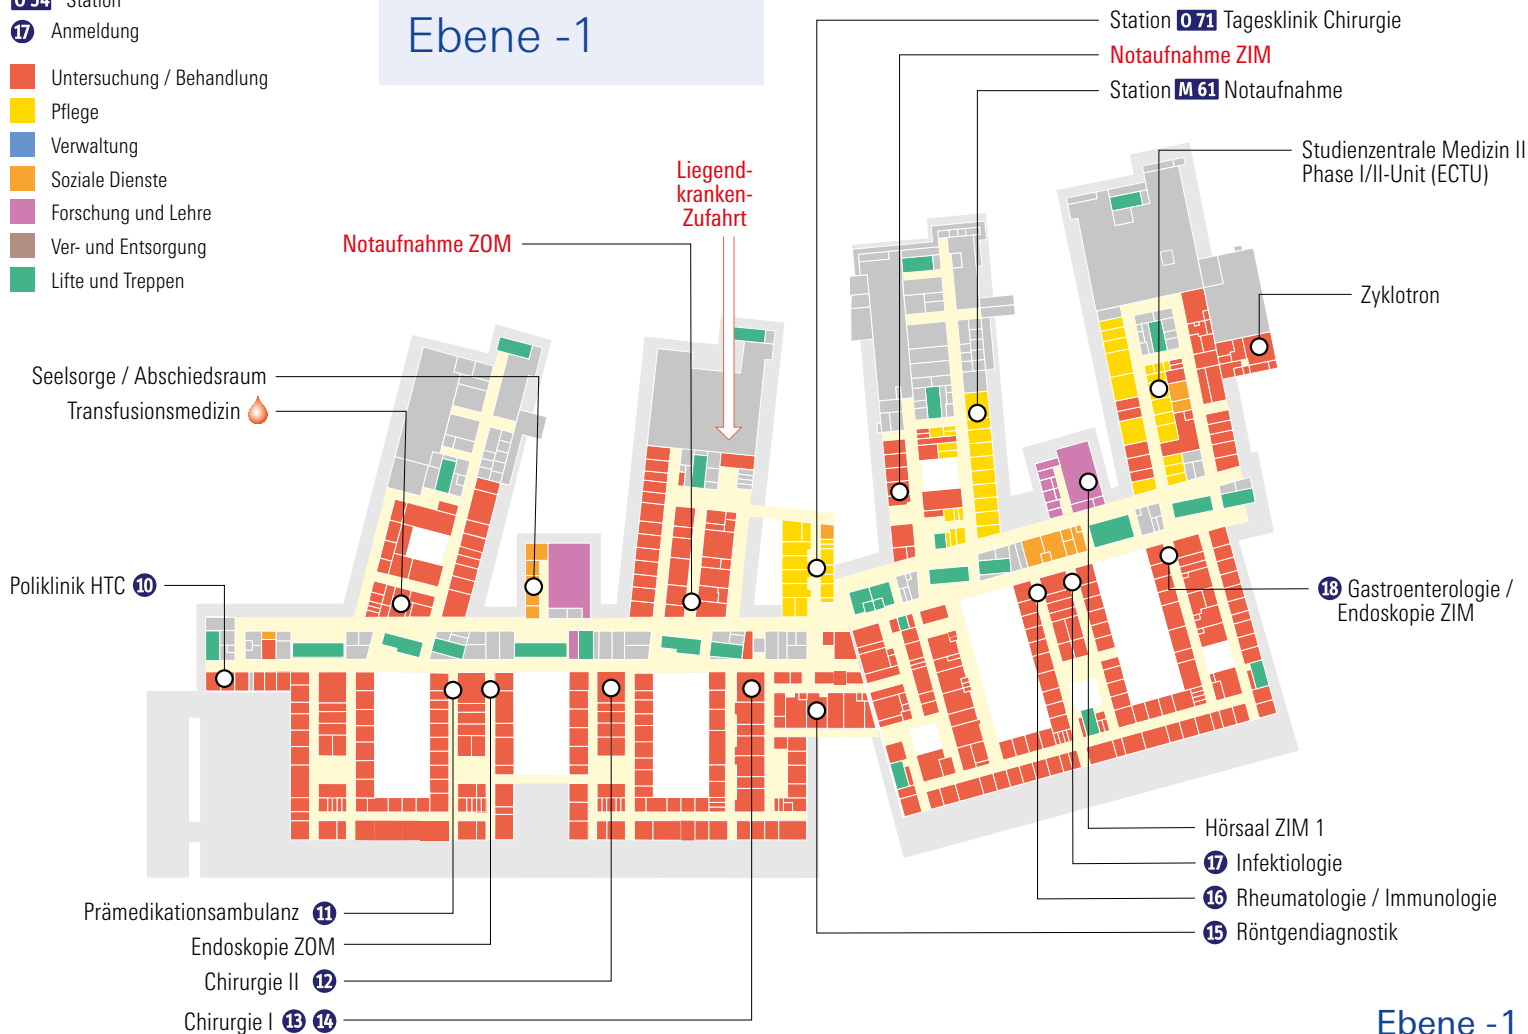 O 54 Station
17 Anmeldung
Untersuchung / Behandlung
Pflege
Verwaltung
Soziale Dienste
Forschung und Lehre
Ver- und Entsorgung
Lifte und Treppen
Ebene -1
Station O 71 Tagesklinik Chirurgie
Notaufnahme ZIM
Station M 61 Notaufnahme
Studienzentrale Medizin II
Phase I/II-Unit (ECTU)
Liegend-
kranken-
Zufahrt
Notaufnahme ZOM
Zyklotron
Seelsorge / Abschiedsraum
Transfusionsmedizin
Poliklinik HTC 10
18 Gastroenterologie /
Endoskopie ZIM
Hörsaal ZIM 1
17 Infektiologie
16 Rheumatologie / Immunologie
15 Röntgendiagnostik
Prämedikationsambulanz 11
Endoskopie ZOM
Chirurgie II 12
Chirurgie I 13 14
Ebene -1